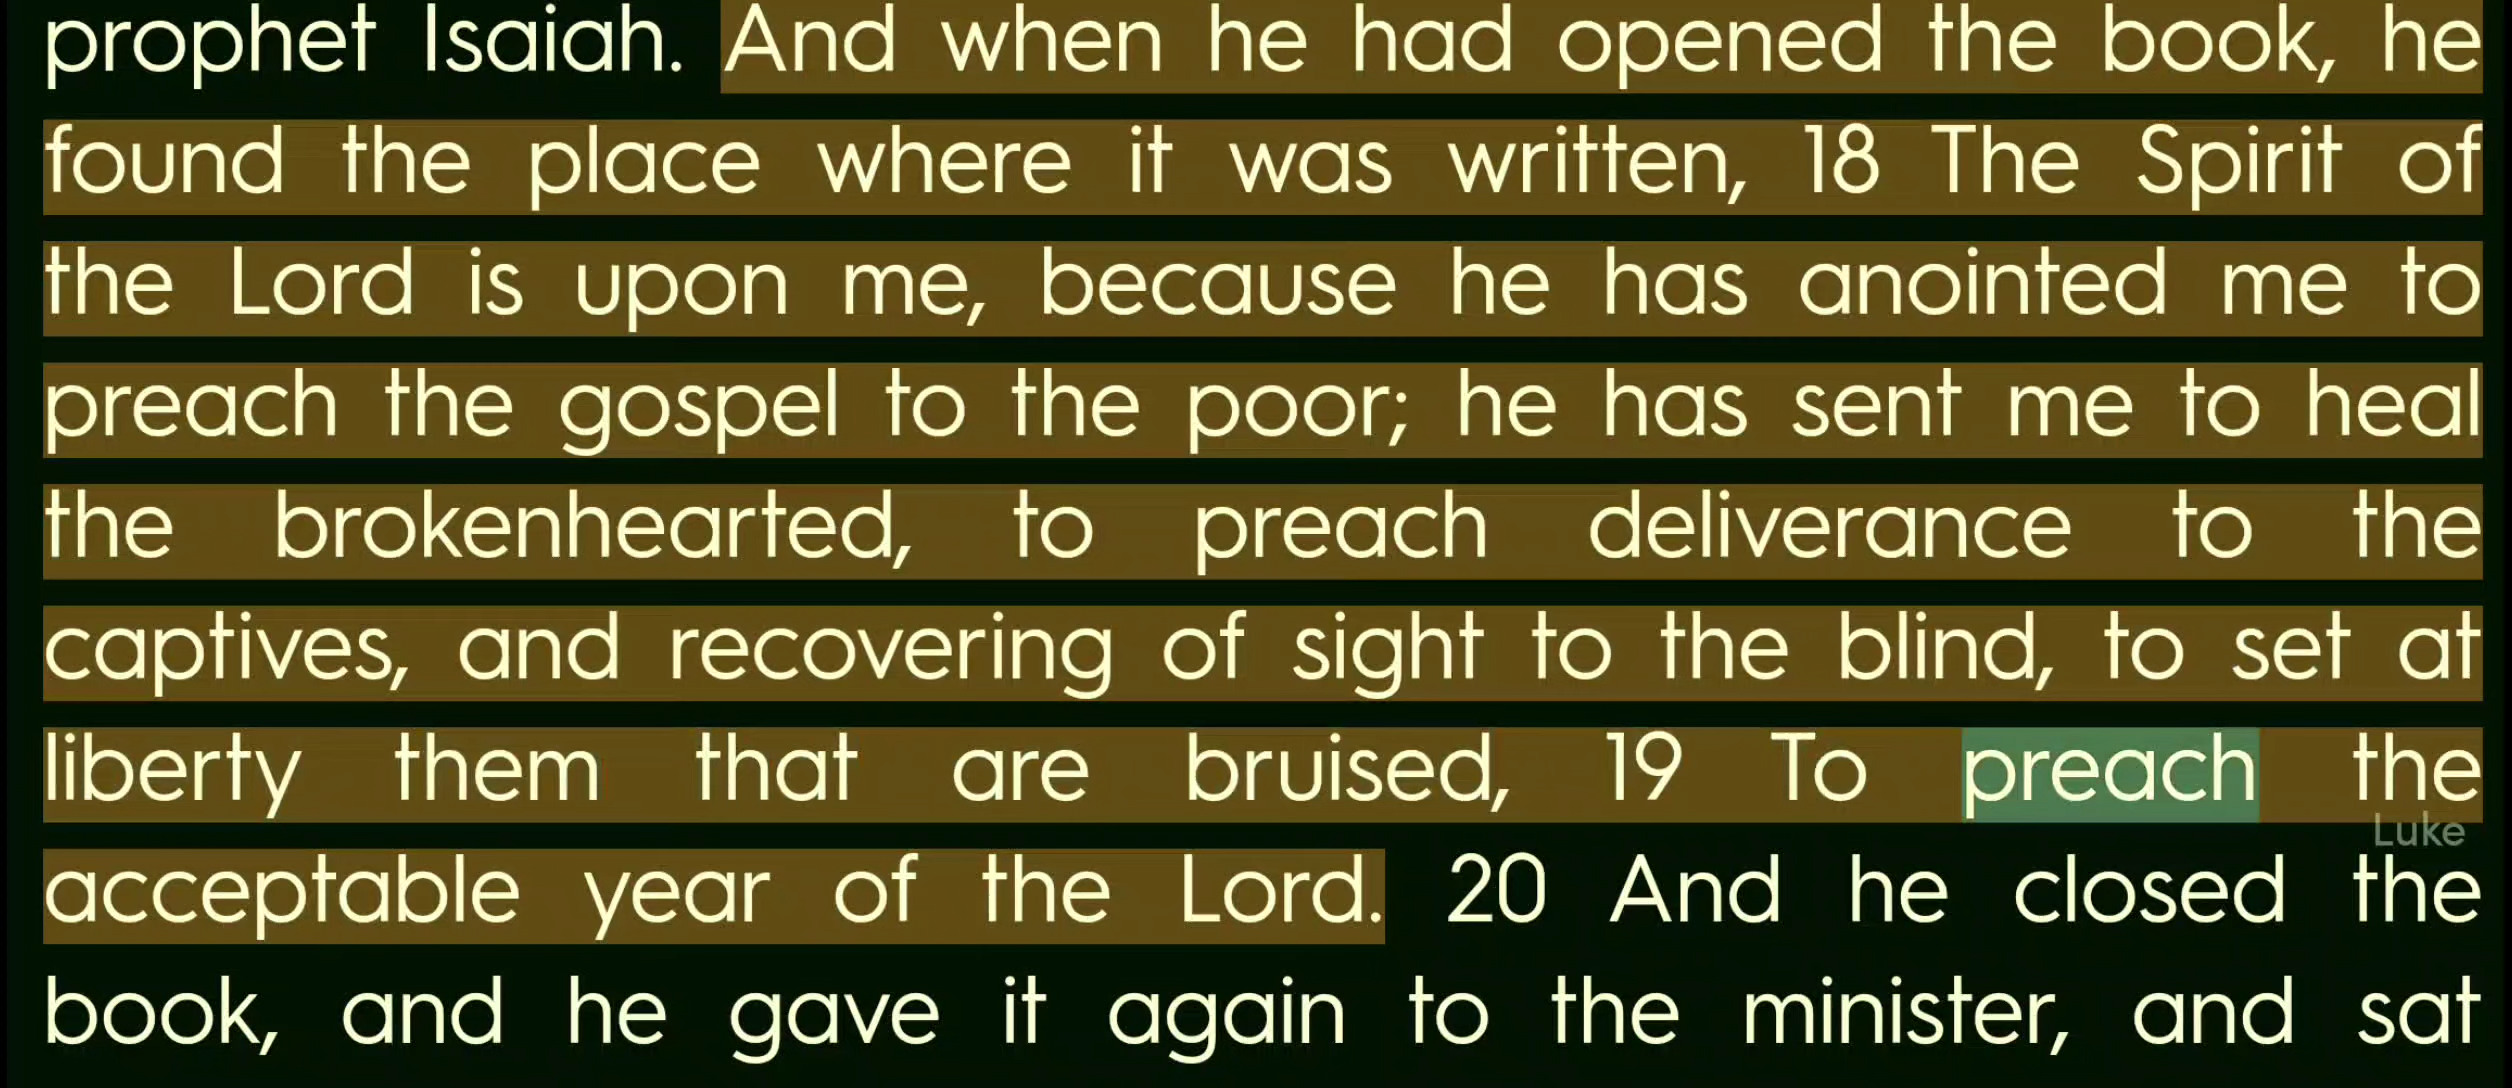 prophet Isaiah. And when he had opened the book, he
found the place where it was written, 18 The Spirit of
the Lord is upon me, because he has anointed me to
preach the gospel to the poor; he has sent me to heal
the brokenhearted, to preach deliverance to the
captives, and recovering of sight to the blind, to set at
liberty them that are bruised, 19 To preach the
Luke
acceptable year of the Lord. 20 And he closed the
book, and he gave it again to the minister, and sat